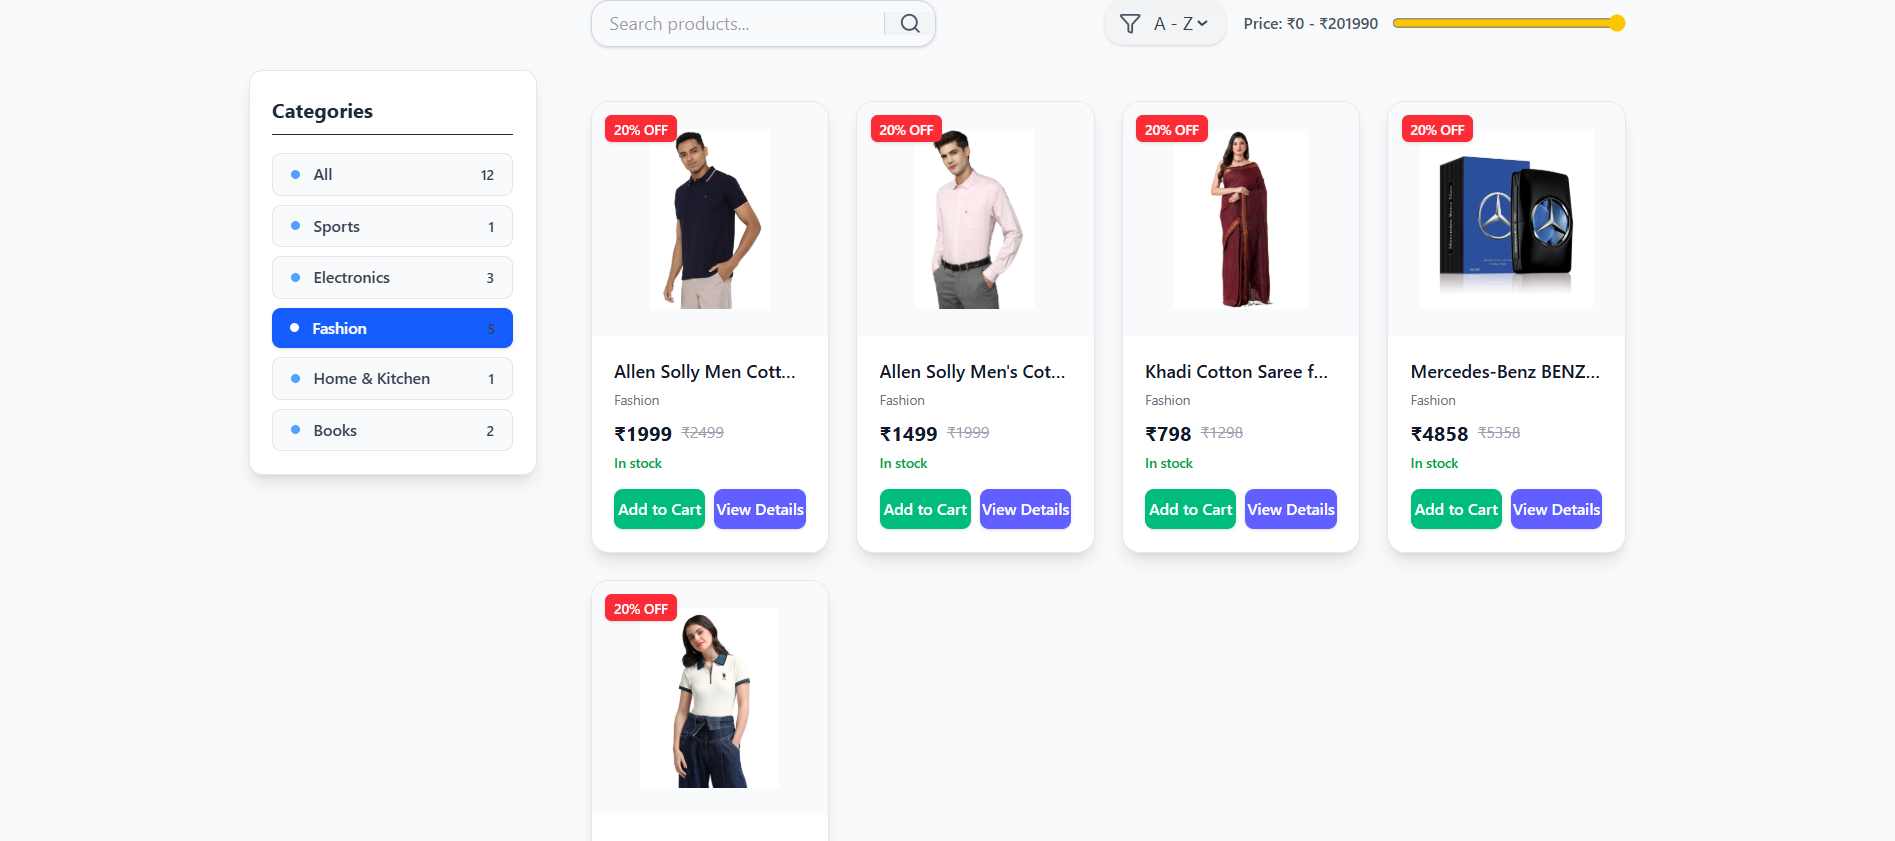 Search products...
A - Z
Price: ₹0 - ₹201990
Categories
All 12
Sports 1
Electronics 3
Fashion 5
Home & Kitchen 1
Books 2
20% OFF
Allen Solly Men Cott...
Fashion
₹1999 ₹2499
In stock
Add to Cart View Details
20% OFF
Allen Solly Men's Cot...
Fashion
₹1499 ₹1999
In stock
Add to Cart View Details
20% OFF
Khadi Cotton Saree f...
Fashion
₹798 ₹1298
In stock
Add to Cart View Details
20% OFF
Mercedes-Benz BENZ...
Fashion
₹4858 ₹5358
In stock
Add to Cart View Details
20% OFF